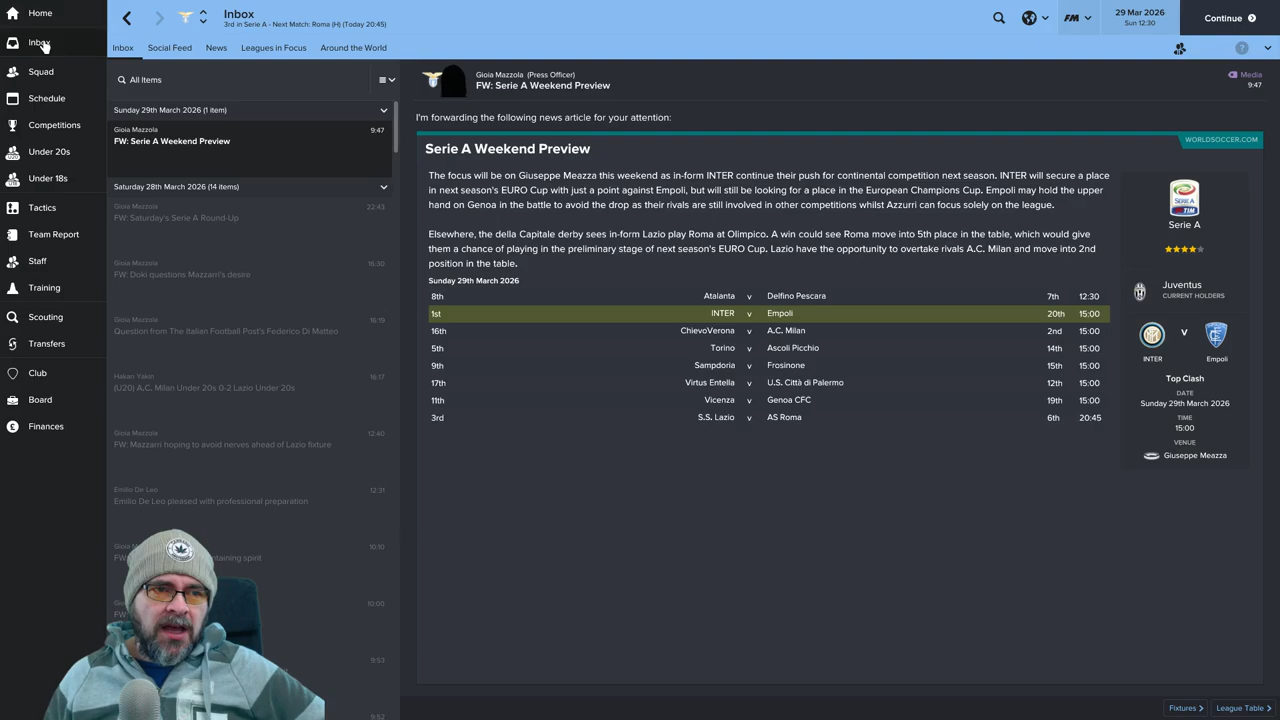 Home
Inbox
Squad
Schedule
Competitions
Under 20s
Under 18s
Tactics
Team Report
Staff
Training
Scouting
Transfers
Club
Board
Finances
Inbox
3rd in Serie A - Next Match: Roma (H) (Today 20:45)
FM
29 Mar 2026
Sun 12:30
Continue
Inbox
Social Feed
News
Leagues in Focus
Around the World
All Items
Sunday 29th March 2026 (1 item)
Gioia Mazzola 9:47
FW: Serie A Weekend Preview
Saturday 28th March 2026 (14 items)
Gioia Mazzola 22:43
FW: Saturday's Serie A Round-Up
Gioia Mazzola 16:30
FW: Doki questions Mazzarri's desire
Gioia Mazzola 16:19
Question from The Italian Football Post's Federico Di Matteo
Hakan Yakin 16:17
(U20) A.C. Milan Under 20s 0-2 Lazio Under 20s
Gioia Mazzola 12:40
FW: Mazzarri hoping to avoid nerves ahead of Lazio fixture
Emilio De Leo 12:31
Emilio De Leo pleased with professional preparation
Gioia 10:10
FW: taining spirit
10:00
FW:
9:53
9:52
Gioia Mazzola (Press Officer)
FW: Serie A Weekend Preview
Media
9:47
I'm forwarding the following news article for your attention:
WORLDSOCCER.COM
Serie A Weekend Preview
The focus will be on Giuseppe Meazza this weekend as in-form INTER continue their push for continental competition next season. INTER will secure a place
in next season's EURO Cup with just a point against Empoli, but will still be looking for a place in the European Champions Cup. Empoli may hold the upper
hand on Genoa in the battle to avoid the drop as their rivals are still involved in other competitions whilst Azzurri can focus solely on the league.
Elsewhere, the della Capitale derby sees in-form Lazio play Roma at Olimpico. A win could see Roma move into 5th place in the table, which would give
them a chance of playing in the preliminary stage of next season's EURO Cup. Lazio have the opportunity to overtake rivals A.C. Milan and move into 2nd
position in the table.
Sunday 29th March 2026
8th Atalanta v Delfino Pescara 7th 12:30
1st INTER v Empoli 20th 15:00
16th ChievoVerona v A.C. Milan 2nd 15:00
5th Torino v Ascoli Picchio 14th 15:00
9th Sampdoria v Frosinone 15th 15:00
17th Virtus Entella v U.S. Città di Palermo 12th 15:00
11th Vicenza v Genoa CFC 19th 15:00
3rd S.S. Lazio v AS Roma 6th 20:45
SERIE A
TIM
Serie A
Juventus
CURRENT HOLDERS
V
INTER Empoli
Top Clash
DATE
Sunday 29th March 2026
TIME
15:00
VENUE
Giuseppe Meazza
Fixtures
League Table